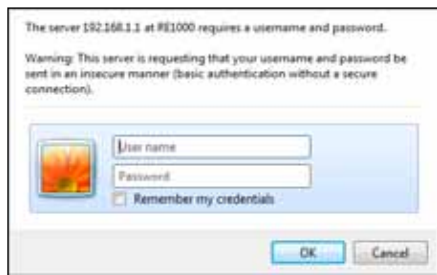 The server 192.168.1.1 at RE1000 requires a username and password.
Warning: This server is requesting that your username and password be
sent in an insecure manner (basic authentication without a secure
connection).
User name
Password
Remember my credentials
OK
Cancel